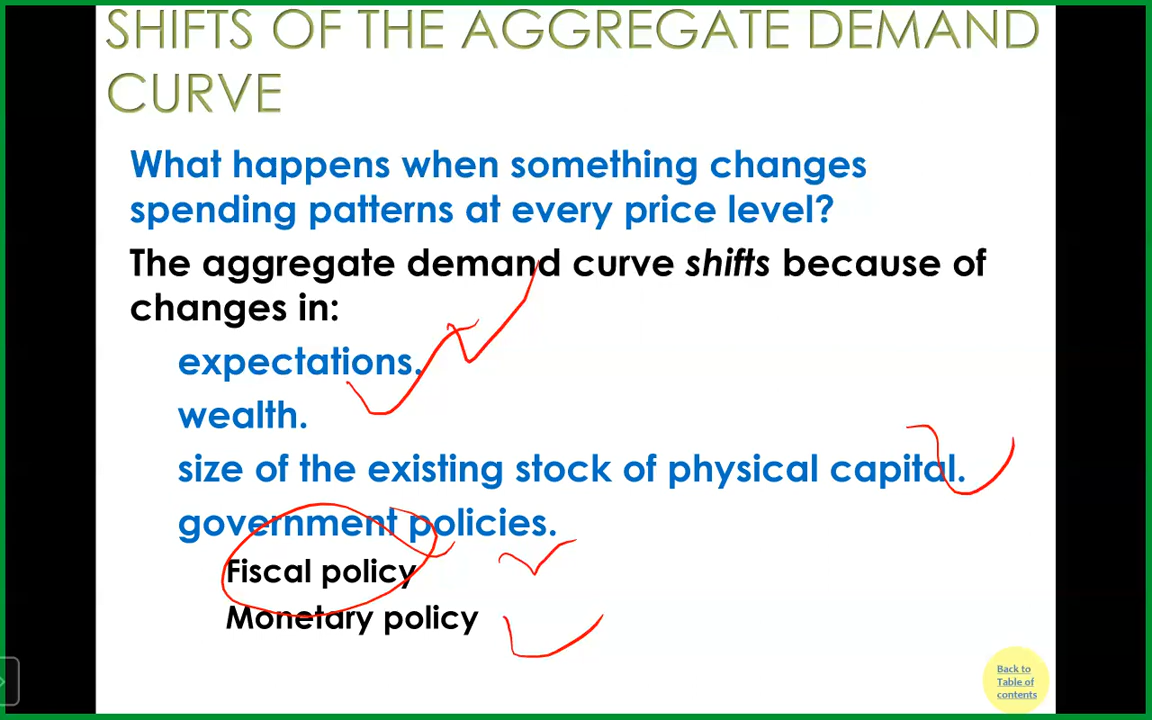 SHIFTS OF THE AGGREGATE DEMAND
CURVE
What happens when something changes
spending patterns at every price level?
The aggregate demand curve shifts because of
changes in:
expectations.
wealth.
size of the existing stock of physical capital.
government policies.
Fiscal policy
Monetary policy
Back to
Table of
contents